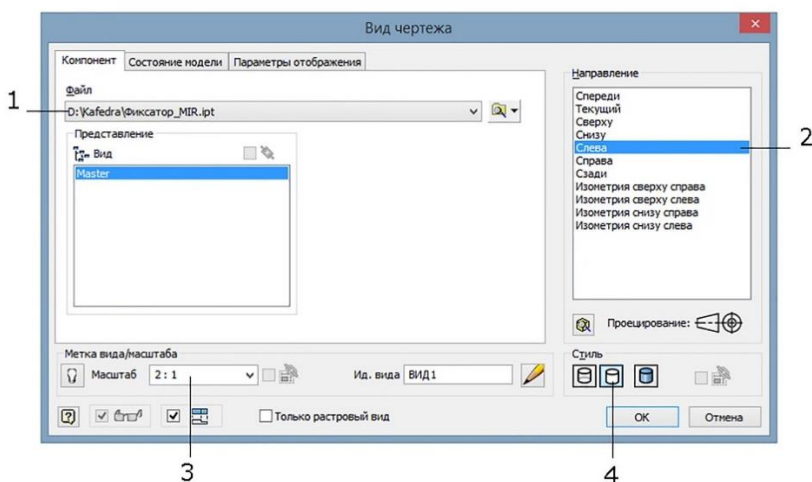 Вид чертежа
Компонент
Состояние модели
Параметры отображения
Файл
D:\Kafedra\Фиксатор_MIR.ipt
Представление
Вид
Master
Направление
Спереди
Текущий
Сверху
Снизу
Слева
Справа
Сзади
Изометрия сверху справа
Изометрия сверху слева
Изометрия снизу справа
Изометрия снизу слева
Проецирование:
Метка вида/масштаба
Масштаб
2 : 1
Ид. вида
ВИД1
Стиль
Только растровый вид
ОК
Отмена
1
2
3
4